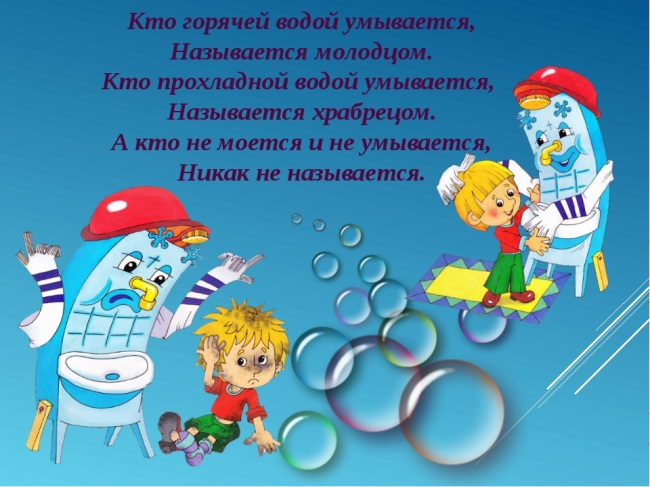 Кто горячей водой умывается,
Называется молодцом.
Кто прохладной водой умывается,
Называется храбрецом.
А кто не моется и не умывается,
Никак не называется.